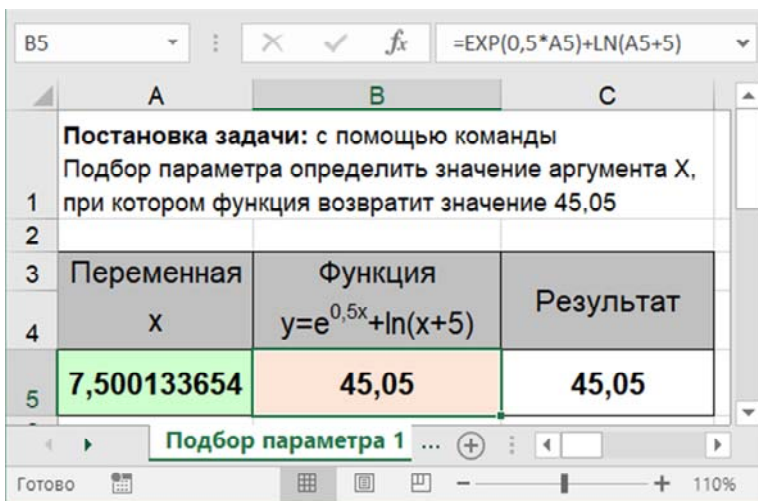 B5 fx =EXP(0,5*A5)+LN(A5+5)
A B C
Постановка задачи: с помощью команды
Подбор параметра определить значение аргумента X,
1 при котором функция возвратит значение 45,05
2
3 Переменная Функция
Результат
4 x y=e^0,5x+ln(x+5)
5 7,500133654 45,05 45,05
Подбор параметра 1 ...
Готово 110%